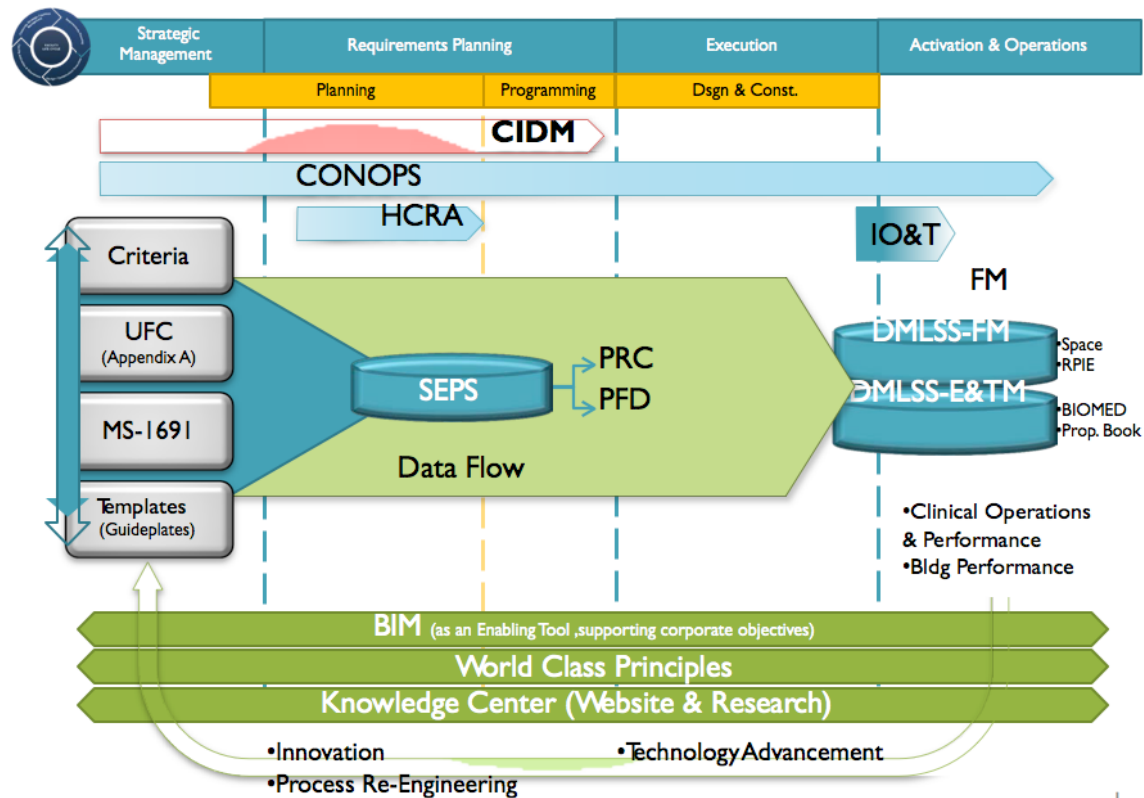 Strategic
Management
Requirements Planning
Execution
Activation & Operations
Planning
Programming
Dsgn & Const.
CIDM
CONOPS
HCRA
IO&T
Criteria
FM
UFC
(Appendix A)
DMLSS-FM
•Space
•RPIE
SEPS
PRC
PFD
DMLSS-E&TM
•BIOMED
•Prop. Book
MS-1691
Data Flow
Templates
(Guideplates)
•Clinical Operations
& Performance
•Bldg Performance
BIM (as an Enabling Tool ,supporting corporate objectives)
World Class Principles
Knowledge Center (Website & Research)
•Innovation
•Technology Advancement
•Process Re-Engineering